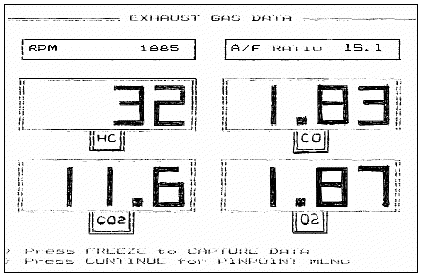 EXHAUST GAS DATA
RPM 1885 A/F RATIO 15.1
32 1.83
HC CO
11.6 1.87
CO2 O2
/ Press FREEZE to CAPTURE DATA
/ Press CONTINUE for PINPOINT MENU